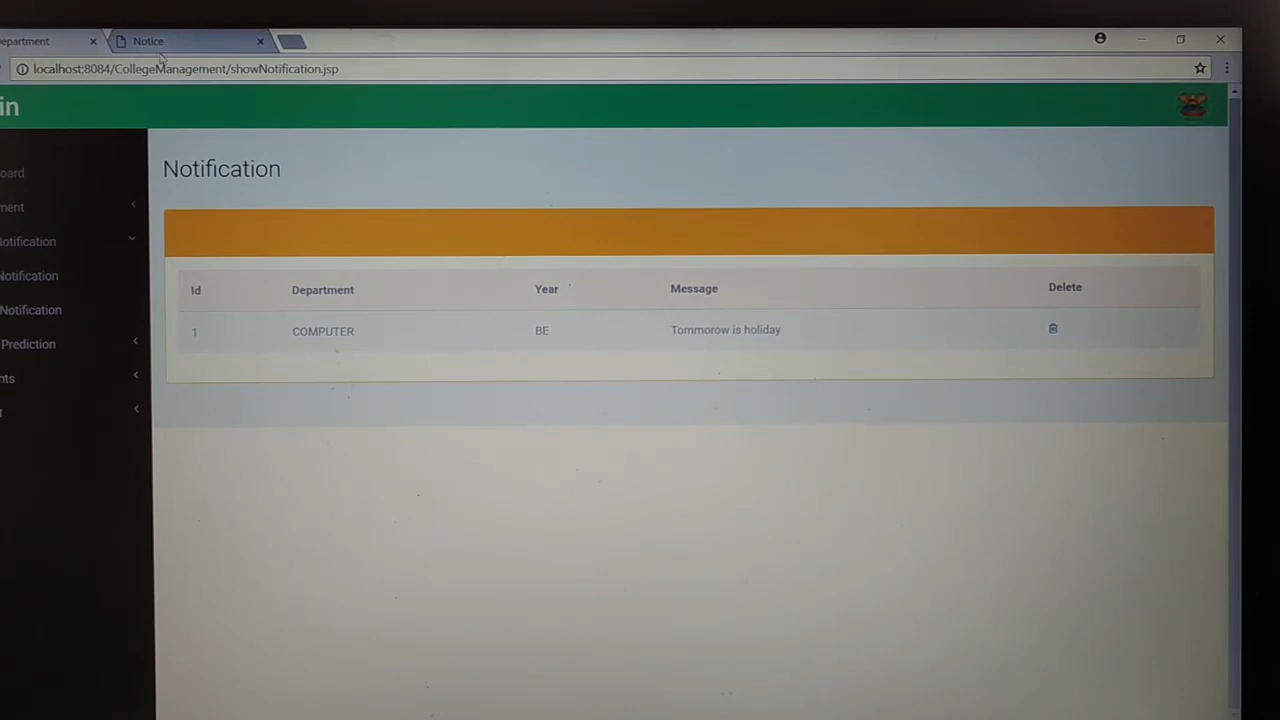 epartment
Notice
localhost:8084/CollegeManagement/showNotification.jsp
in
oard
ment
Notification
Notification
Notification
Prediction
nts
Notification
Id Department Year Message Delete
1 COMPUTER BE Tommorow is holiday